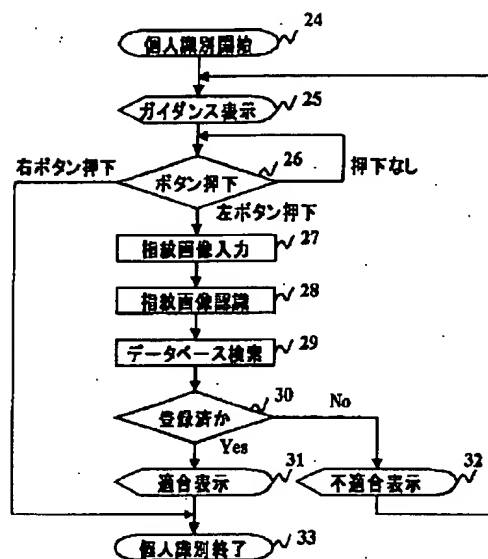 個人識別開始
24
ガイダンス表示
25
右ボタン押下
ボタン押下
26
押下なし
左ボタン押下
指紋画像入力
27
指紋画像認識
28
データベース検索
29
登録済か
30
No
Yes
適合表示
31
不適合表示
32
個人識別終了
33